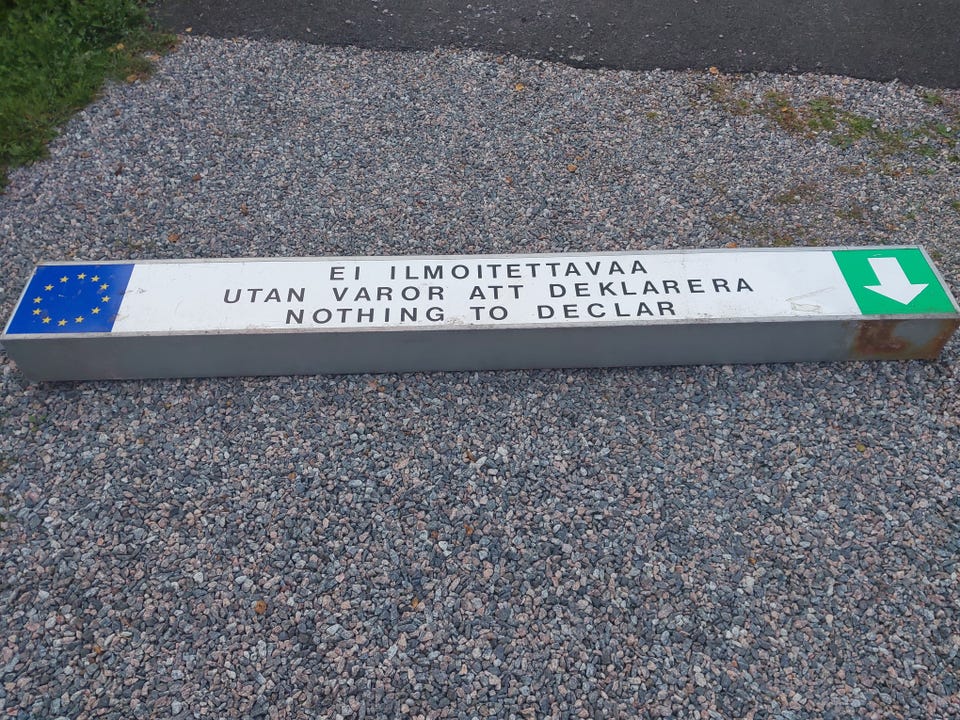 EI ILMOITETTAVAA
UTAN VAROR ATT DEKLARERA
NOTHING TO DECLAR